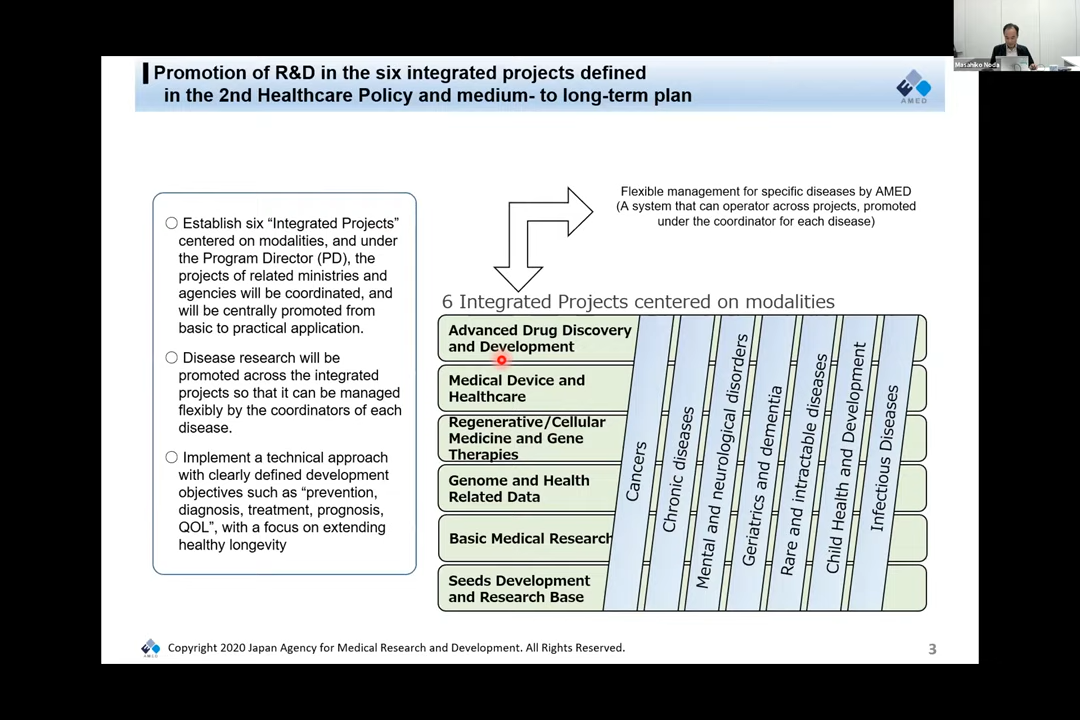 Promotion of R&D in the six integrated projects defined
in the 2nd Healthcare Policy and medium- to long-term plan
AMED
Masahiko Noda
○ Establish six “Integrated Projects”
centered on modalities, and under
the Program Director (PD), the
projects of related ministries and
agencies will be coordinated, and
will be centrally promoted from
basic to practical application.
○ Disease research will be
promoted across the integrated
projects so that it can be managed
flexibly by the coordinators of each
disease.
○ Implement a technical approach
with clearly defined development
objectives such as “prevention,
diagnosis, treatment, prognosis,
QOL”, with a focus on extending
healthy longevity
Flexible management for specific diseases by AMED
(A system that can operator across projects, promoted
under the coordinator for each disease)
6 Integrated Projects centered on modalities
Advanced Drug Discovery
and Development
Medical Device and
Healthcare
Regenerative/Cellular
Medicine and Gene
Therapies
Genome and Health
Related Data
Basic Medical Research
Seeds Development
and Research Base
Cancers
Chronic diseases
Mental and neurological disorders
Geriatrics and dementia
Rare and intractable diseases
Child Health and Development
Infectious Diseases
AMED
Copyright 2020 Japan Agency for Medical Research and Development. All Rights Reserved.
3